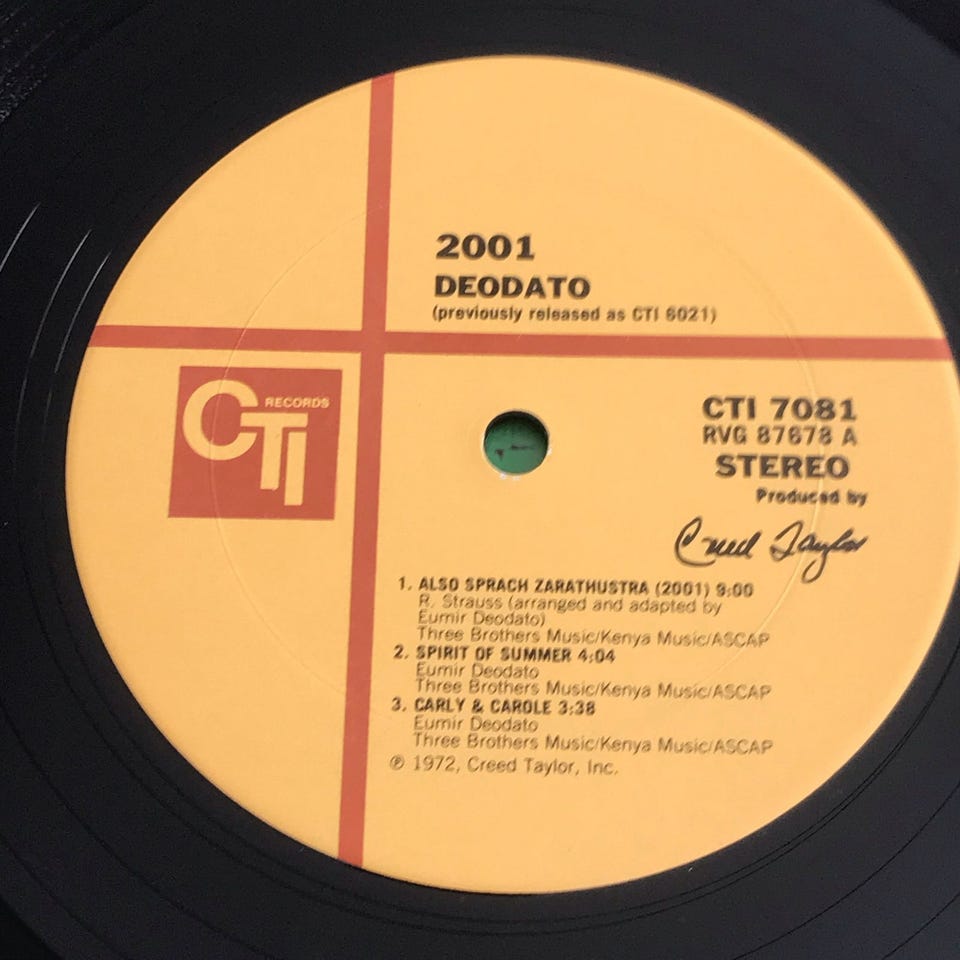 2001
DEODATO
(previously released as CTI 6021)
CTI RECORDS
CTI 7081
RVG 87678 A
STEREO
Produced by
Creed Taylor
1. ALSO SPRACH ZARATHUSTRA (2001) 9:00
R. Strauss (arranged and adapted by
Eumir Deodato)
Three Brothers Music/Kenya Music/ASCAP
2. SPIRIT OF SUMMER 4:04
Eumir Deodato
Three Brothers Music/Kenya Music/ASCAP
3. CARLY & CAROLE 3:38
Eumir Deodato
Three Brothers Music/Kenya Music/ASCAP
℗ 1972, Creed Taylor, Inc.